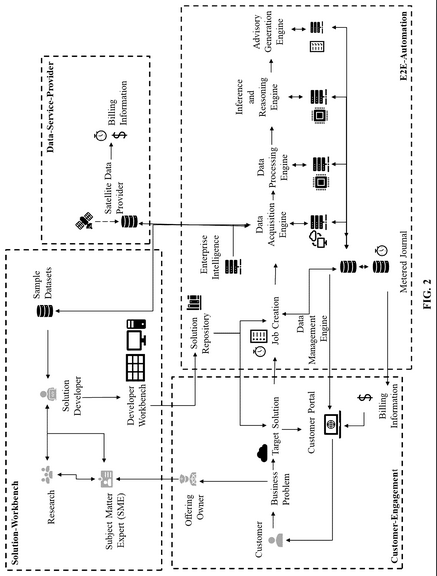 Solution-Workbench
Research
Subject Matter
Expert (SME)
Solution
Developer
Developer
Workbench
Sample
Datasets
Data-Service-Provider
Satellite Data
Provider
Billing
Information
$
Customer-Engagement
Customer
Offering
Owner
Business
Problem
Target Solution
Customer Portal
$
Billing
Information
E2E-Automation
Solution
Repository
Job Creation
Data
Management
Engine
Enterprise
Intelligence
Data
Acquisition
Engine
Data
Processing
Engine
Inference
and
Reasoning
Engine
Advisory
Generation
Engine
Metered Journal
FIG. 2